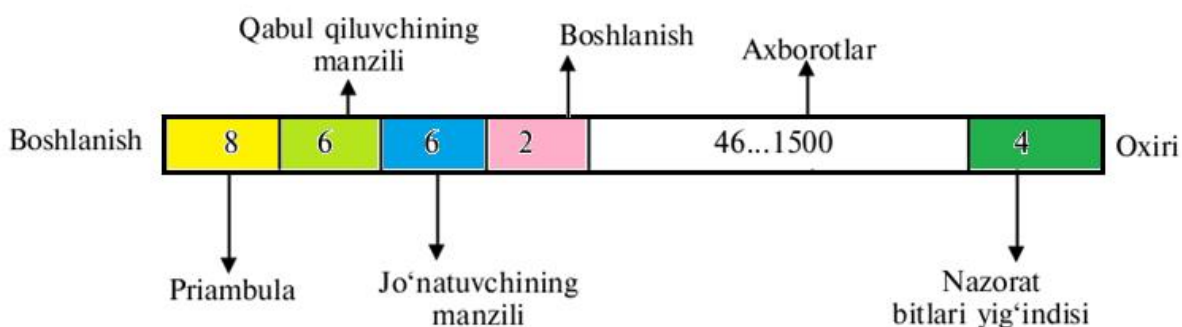 Qabul qiluvchining
manzili
Boshlanish
Axborotlar
Boshlanish 8 6 6 2 46...1500 4 Oxiri
Priambula
Jo‘natuvchining
manzili
Nazorat
bitlari yig‘indisi